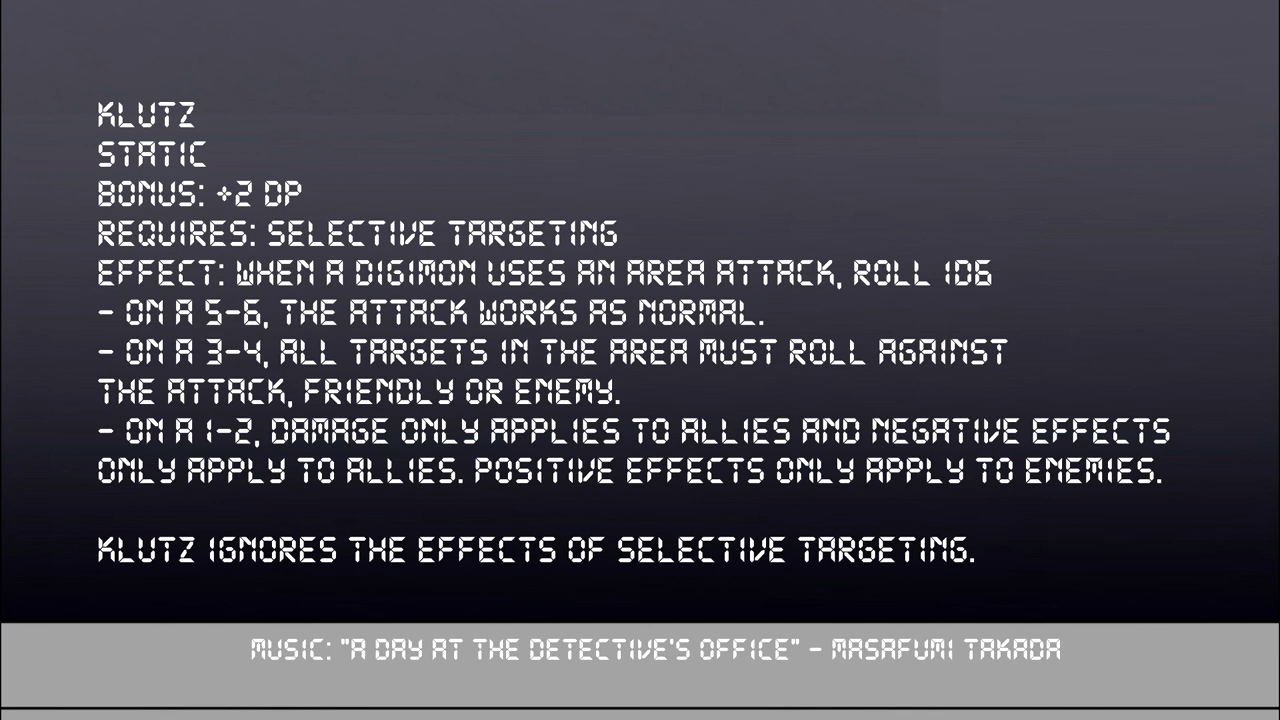 KLUTZ
STATIC
BONUS: +2 DP
REQUIRES: SELECTIVE TARGETING
EFFECT: WHEN A DIGIMON USES AN AREA ATTACK, ROLL 1D6
- ON A 5-6, THE ATTACK WORKS AS NORMAL.
- ON A 3-4, ALL TARGETS IN THE AREA MUST ROLL AGAINST
THE ATTACK, FRIENDLY OR ENEMY.
- ON A 1-2, DAMAGE ONLY APPLIES TO ALLIES AND NEGATIVE EFFECTS
ONLY APPLY TO ALLIES. POSITIVE EFFECTS ONLY APPLY TO ENEMIES.
KLUTZ IGNORES THE EFFECTS OF SELECTIVE TARGETING.
MUSIC: "A DAY AT THE DETECTIVE'S OFFICE" - MASAFUMI TAKADA